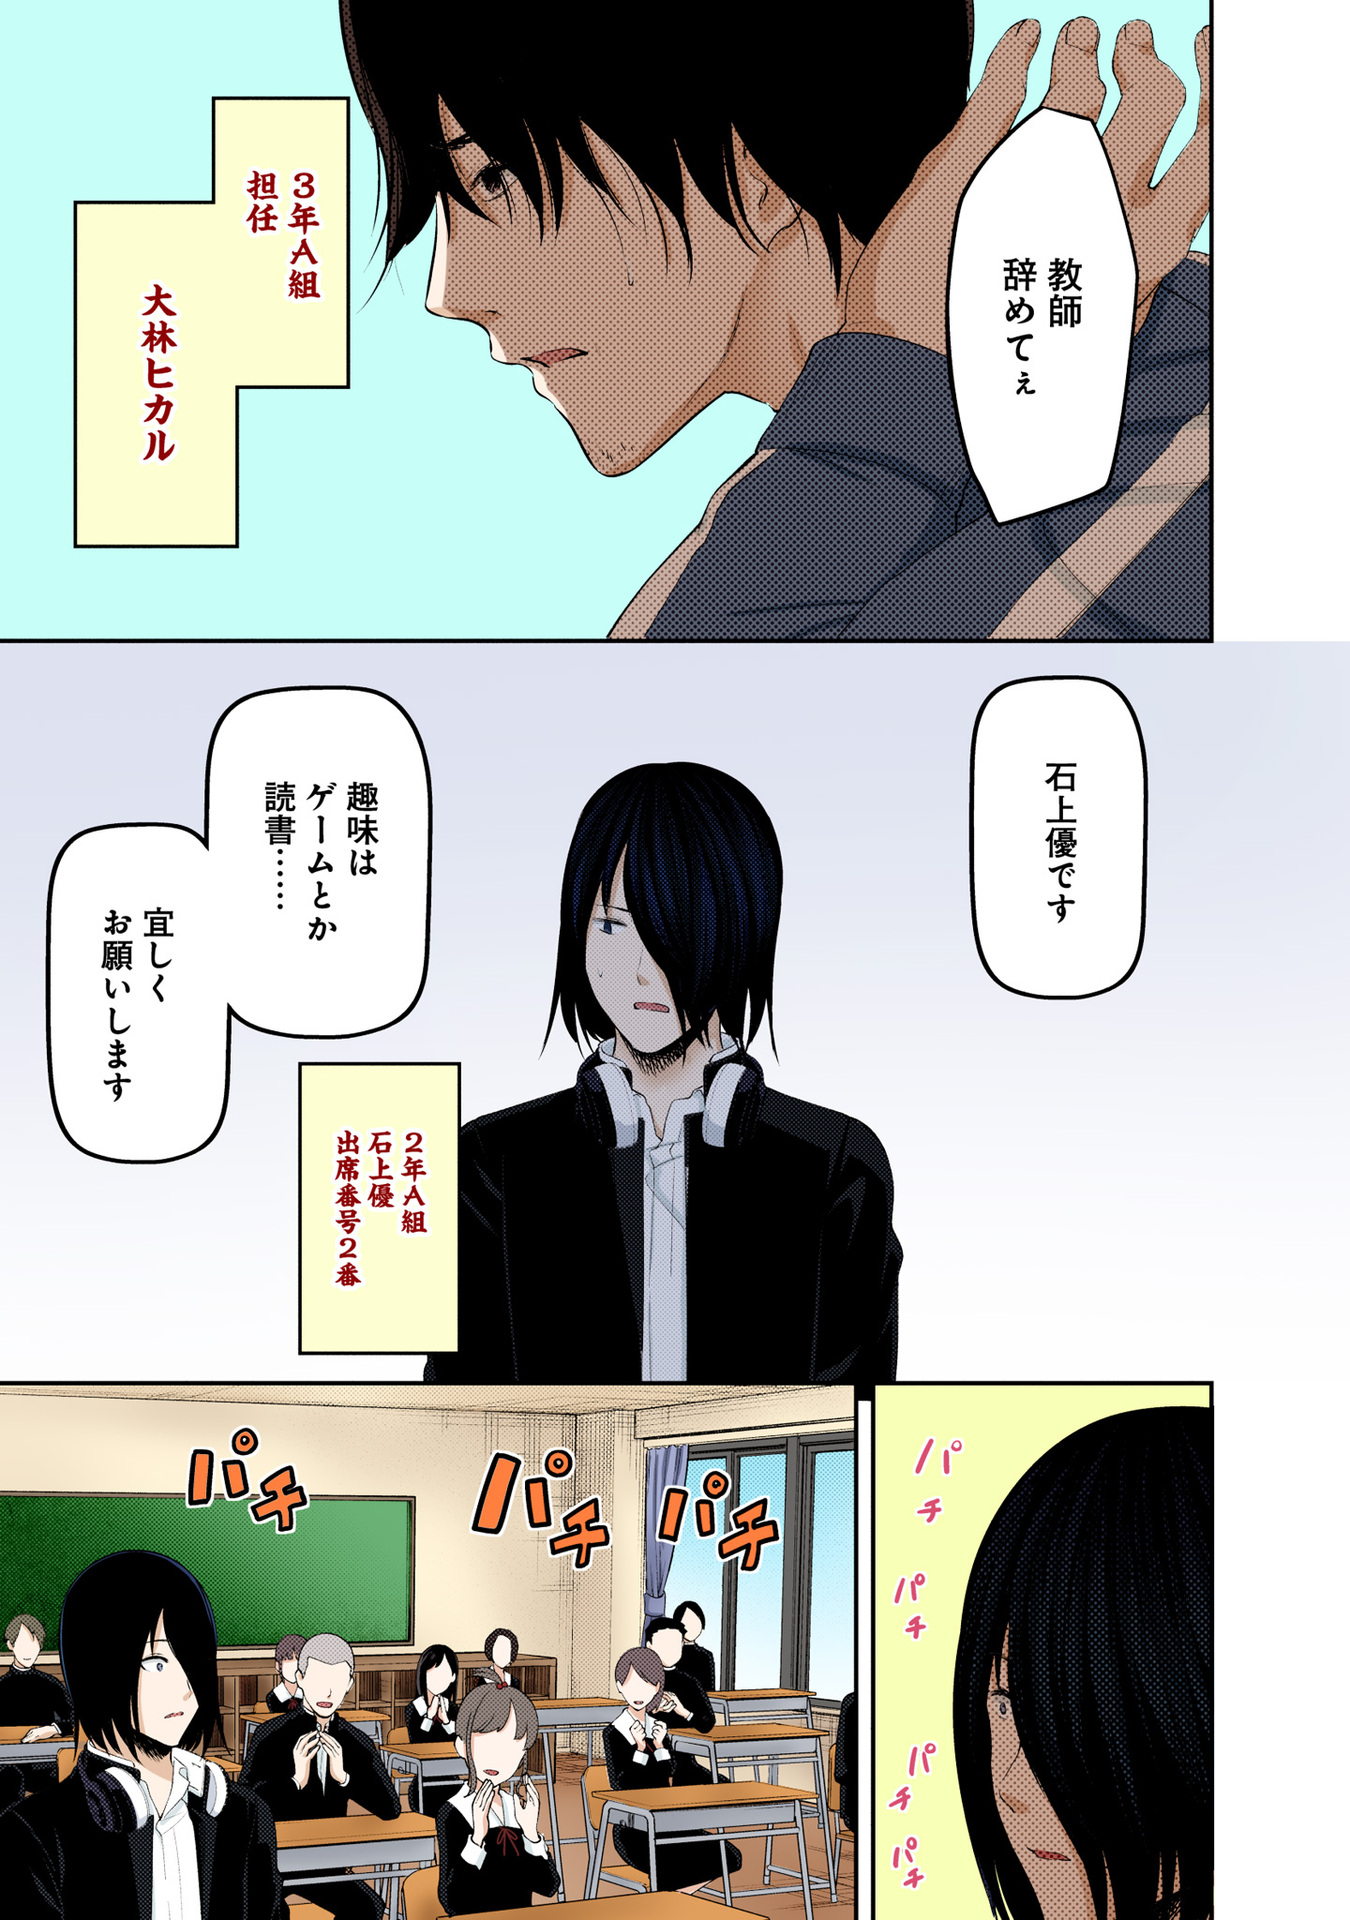 教師
辞めてぇ
3年A組
担任
大林ヒカル
石上優です
趣味は
ゲームとか
読書……
宜しく
お願いします
2年A組
石上優
出席番号2番
パチ
パチ
パチ
パチ
パチ
パチ
パチ